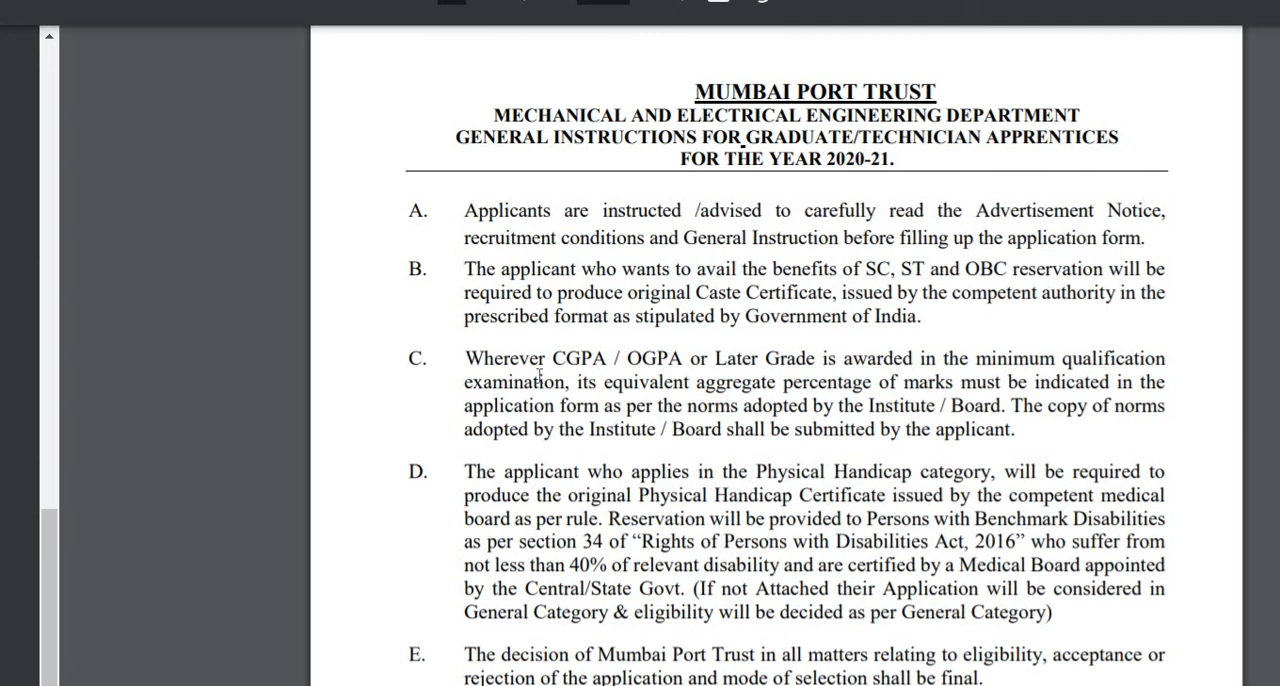 MUMBAI PORT TRUST
MECHANICAL AND ELECTRICAL ENGINEERING DEPARTMENT
GENERAL INSTRUCTIONS FOR GRADUATE/TECHNICIAN APPRENTICES
FOR THE YEAR 2020-21.
A. Applicants are instructed /advised to carefully read the Advertisement Notice,
recruitment conditions and General Instruction before filling up the application form.
B. The applicant who wants to avail the benefits of SC, ST and OBC reservation will be
required to produce original Caste Certificate, issued by the competent authority in the
prescribed format as stipulated by Government of India.
C. Wherever CGPA / OGPA or Later Grade is awarded in the minimum qualification
examination, its equivalent aggregate percentage of marks must be indicated in the
application form as per the norms adopted by the Institute / Board. The copy of norms
adopted by the Institute / Board shall be submitted by the applicant.
D. The applicant who applies in the Physical Handicap category, will be required to
produce the original Physical Handicap Certificate issued by the competent medical
board as per rule. Reservation will be provided to Persons with Benchmark Disabilities
as per section 34 of “Rights of Persons with Disabilities Act, 2016” who suffer from
not less than 40% of relevant disability and are certified by a Medical Board appointed
by the Central/State Govt. (If not Attached their Application will be considered in
General Category & eligibility will be decided as per General Category)
E. The decision of Mumbai Port Trust in all matters relating to eligibility, acceptance or
rejection of the application and mode of selection shall be final.